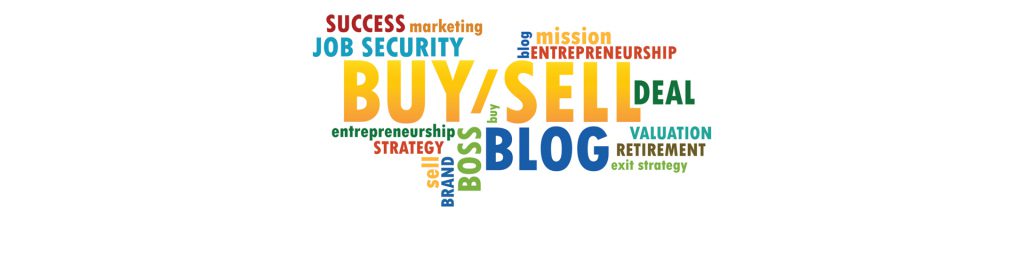 SUCCESS marketing
JOB SECURITY
blog
mission
ENTREPRENEURSHIP
BUY/SELL
DEAL
buy
entrepreneurship
STRATEGY
sell
BRAND
BOSS
BLOG
VALUATION
RETIREMENT
exit strategy